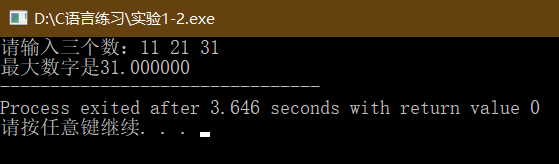 D:\C语言练习\实验1-2.exe
请输入三个数：11 21 31
最大数字是31.000000
--------------------------------
Process exited after 3.646 seconds with return value 0
请按任意键继续. . .